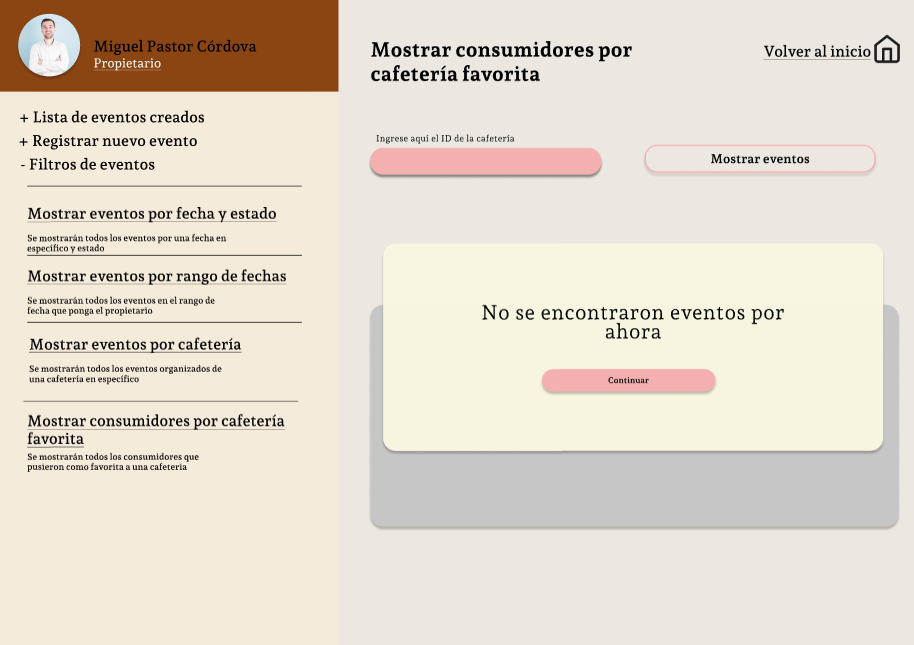 Miguel Pastor Córdova
Propietario
+ Lista de eventos creados
+ Registrar nuevo evento
- Filtros de eventos
Mostrar eventos por fecha y estado
Se mostrarán todos los eventos por una fecha en
específico y estado
Mostrar eventos por rango de fechas
Se mostrarán todos los eventos en el rango de
fecha que ponga el propietario
Mostrar eventos por cafetería
Se mostrarán todos los eventos organizados de
una cafetería en específico
Mostrar consumidores por cafetería
favorita
Se mostrarán todos los consumidores que
pusieron como favorita a una cafetería
Mostrar consumidores por
cafetería favorita
Volver al inicio
Ingrese aquí el ID de la cafetería
Mostrar eventos
No se encontraron eventos por
ahora
Continuar